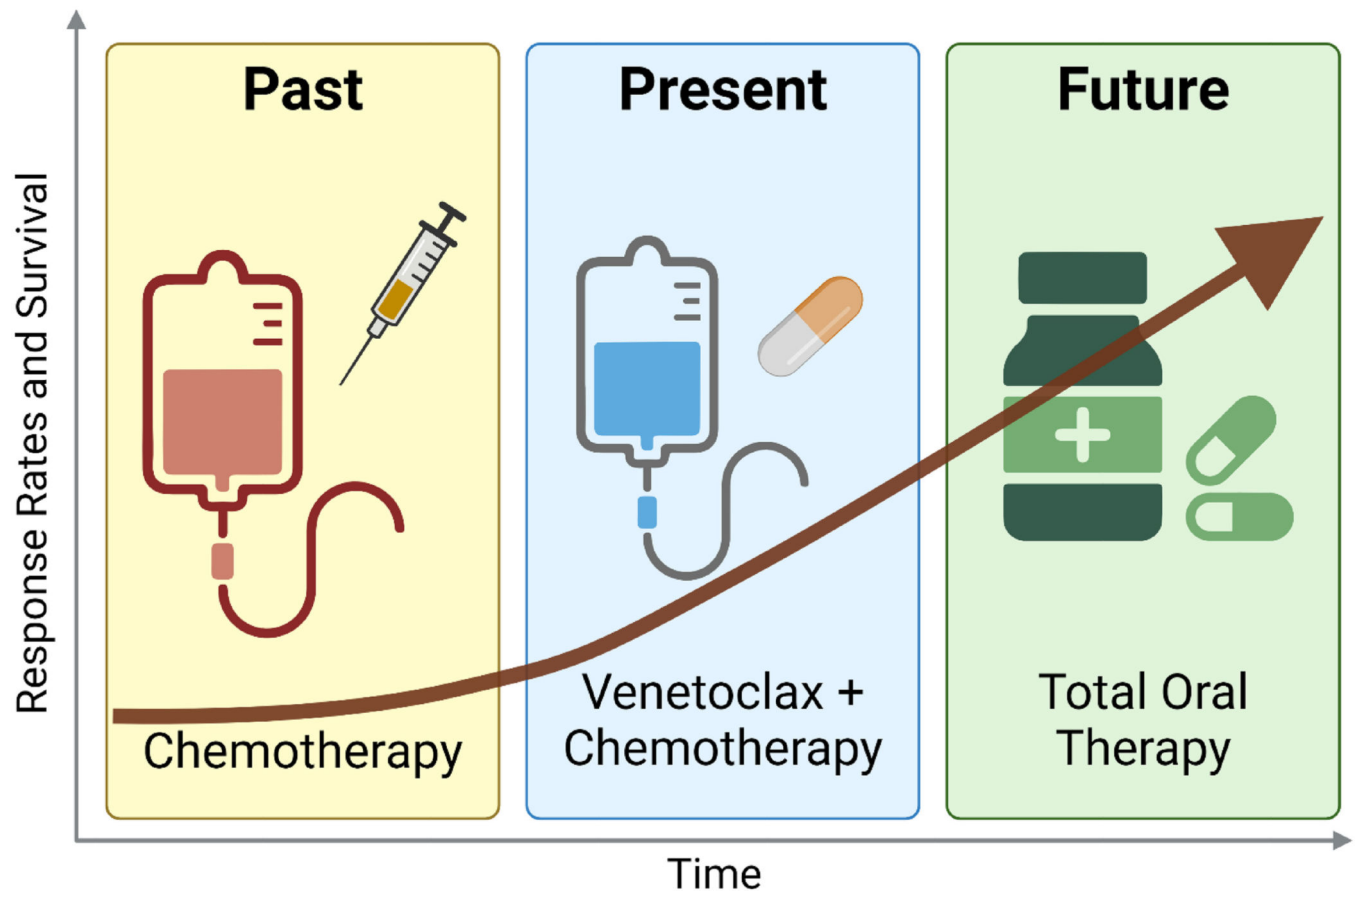 Past
Present
Future
Response Rates and Survival
Chemotherapy
Venetoclax +
Chemotherapy
Total Oral
Therapy
Time